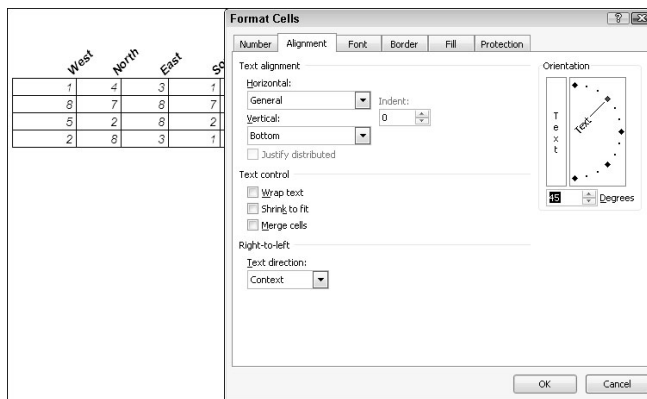 West North East
1 4 3 1
8 7 8 7
5 2 8 2
2 8 3 1
Format Cells
Number Alignment Font Border Fill Protection
Text alignment
Horizontal:
General
Indent:
0
Vertical:
Bottom
Justify distributed
Text control
Wrap text
Shrink to fit
Merge cells
Right-to-left
Text direction:
Context
Orientation
Text
Text
45 Degrees
OK Cancel